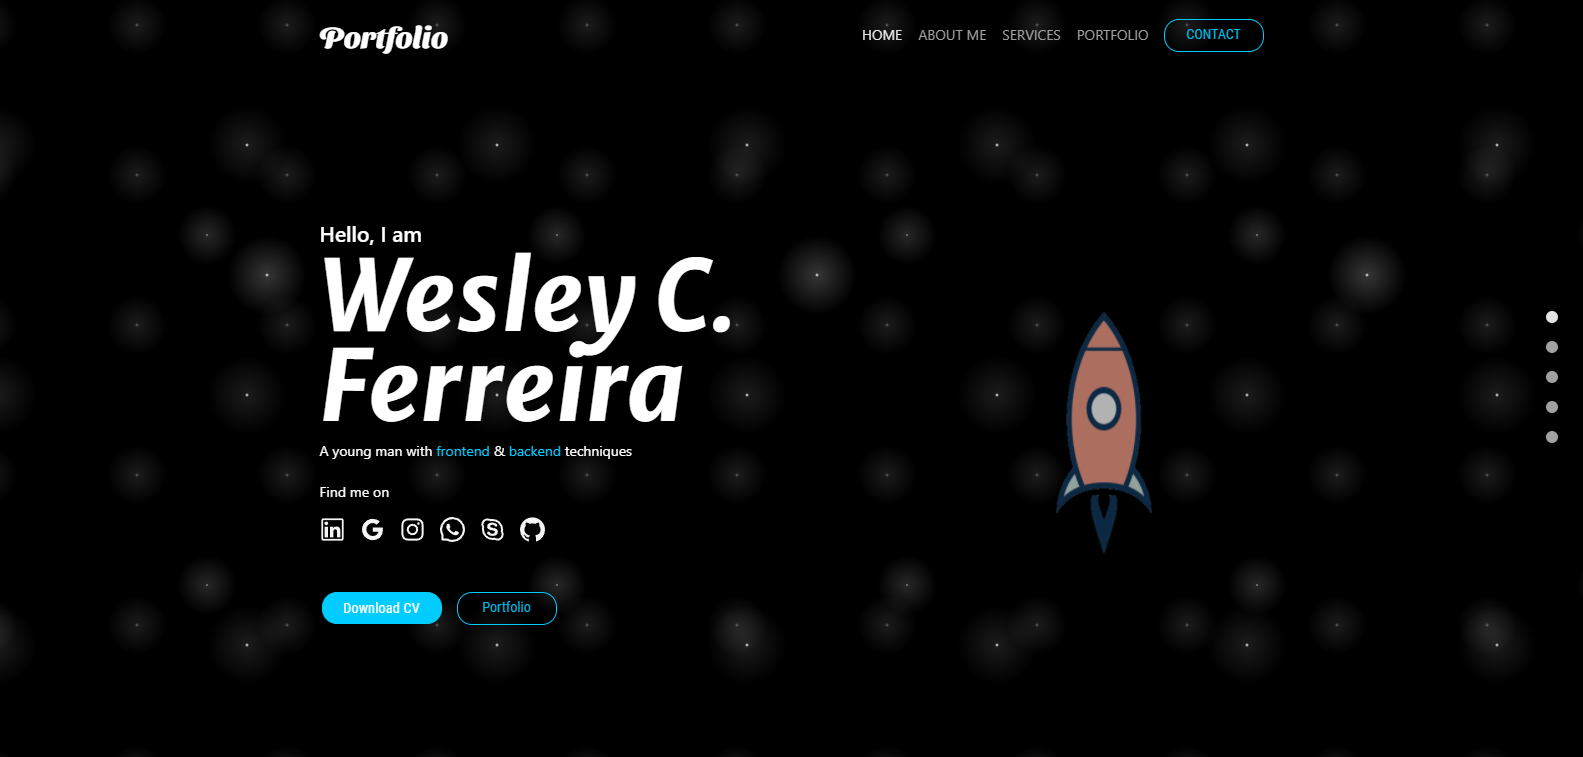 Portfolio
HOME ABOUT ME SERVICES PORTFOLIO CONTACT
Hello, I am
Wesley C.
Ferreira
A young man with frontend & backend techniques
Find me on
Download CV Portfolio